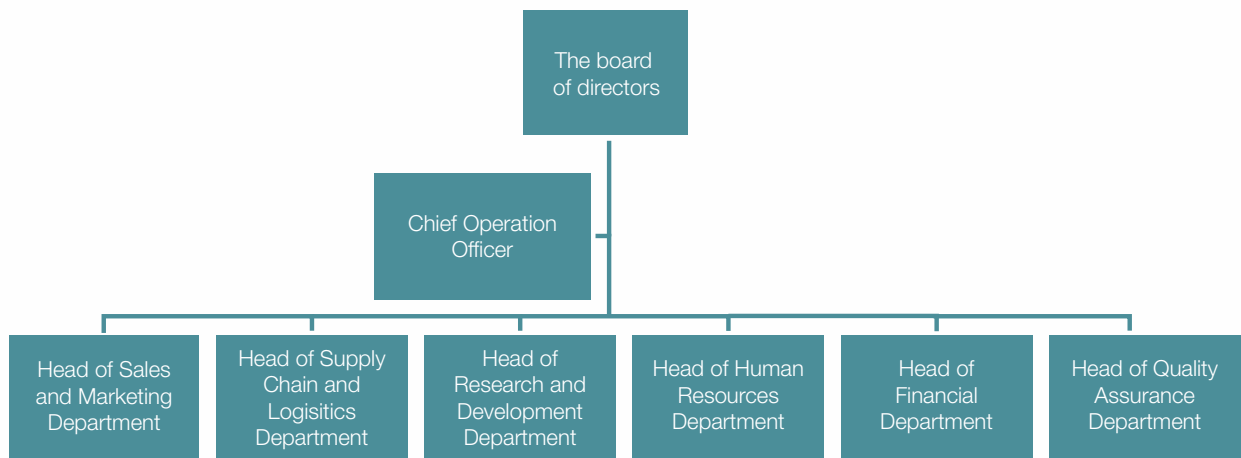 The board
of directors
Chief Operation
Officer
Head of Sales
and Marketing
Department
Head of Supply
Chain and
Logisitics
Department
Head of
Research and
Development
Department
Head of Human
Resources
Department
Head of
Financial
Department
Head of Quality
Assurance
Department